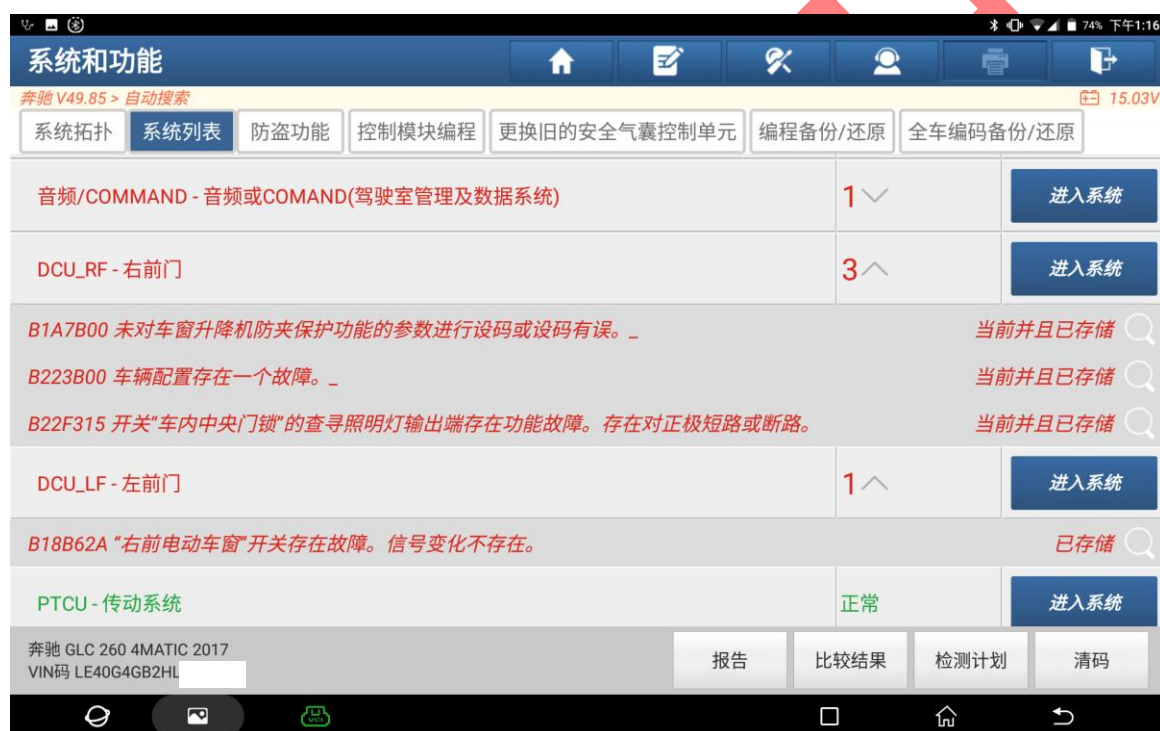 74% 下午1:16
系统和功能
奔驰 V49.85 > 自动搜索
15.03V
系统拓扑 系统列表 防盗功能 控制模块编程 更换旧的安全气囊控制单元 编程备份/还原 全车编码备份/还原
音频/COMMAND - 音频或COMAND(驾驶室管理及数据系统) 1 进入系统
DCU_RF - 右前门 3 进入系统
B1A7B00 未对车窗升降机防夹保护功能的参数进行设码或设码有误。_ 当前并且已存储
B223B00 车辆配置存在一个故障。_ 当前并且已存储
B22F315 开关“车内中央门锁”的查寻照明灯输出端存在功能故障。存在对正极短路或断路。 当前并且已存储
DCU_LF - 左前门 1 进入系统
B18B62A “右前电动车窗”开关存在故障。信号变化不存在。 已存储
PTCU - 传动系统 正常 进入系统
奔驰 GLC 260 4MATIC 2017
VIN码 LE40G4GB2HL
报告 比较结果 检测计划 清码
VCI